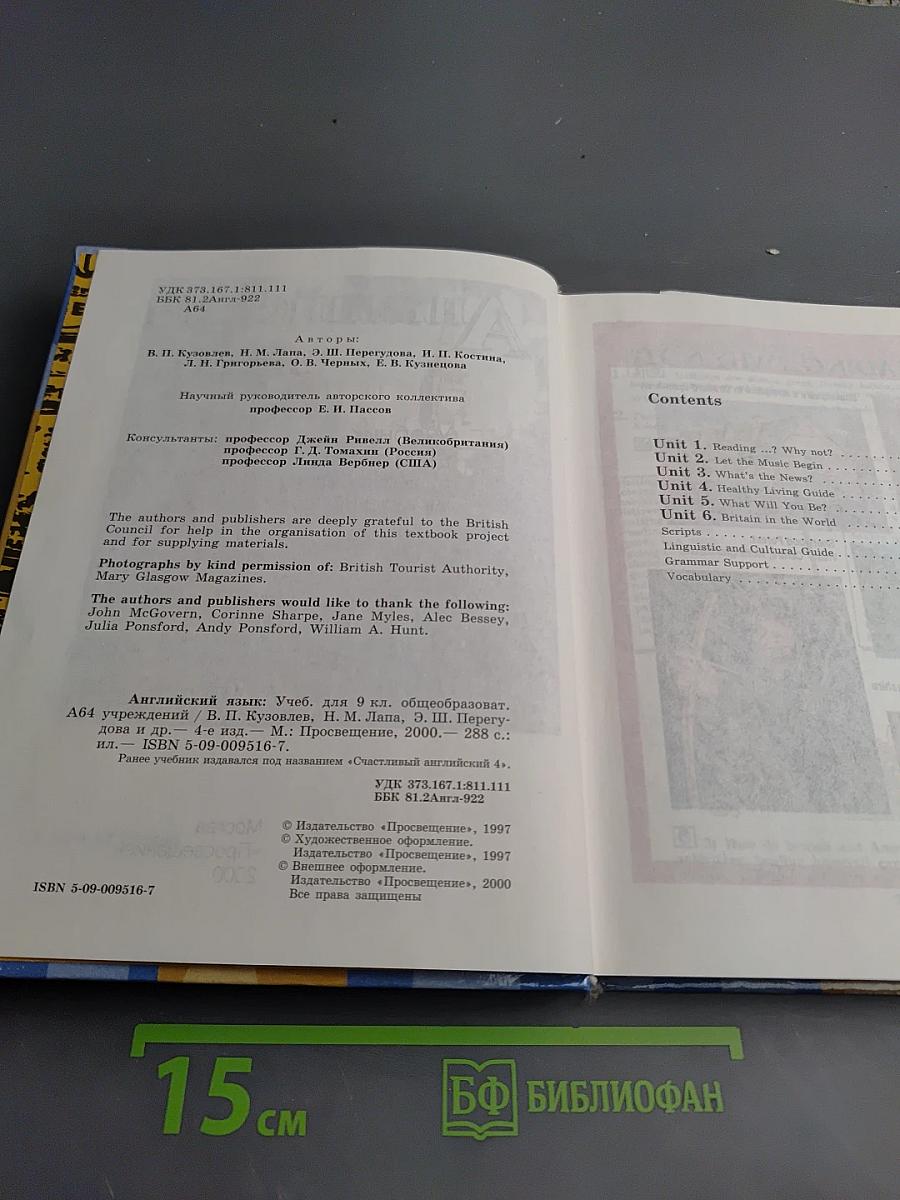 УДК 373.167.1:811.111
ББК 81.2Англ-922
А64
Авторы:
В. П. Кузовлев, Н. М. Лапа, Э. Ш. Перегудова, И. П. Костина,
Л. Н. Григорьева, О. В. Черных, Е. В. Кузнецова
Научный руководитель авторского коллектива
профессор Е. И. Пассов
Консультанты: профессор Джейн Ривелл (Великобритания)
профессор Г. Д. Томахин (Россия)
профессор Линда Вербнер (США)
The authors and publishers are deeply grateful to the British
Council for help in the organisation of this textbook project
and for supplying materials.
Photographs by kind permission of: British Tourist Authority,
Mary Glasgow Magazines.
The authors and publishers would like to thank the following:
John McGovern, Corinne Sharpe, Jane Myles, Alec Bessey,
Julia Ponsford, Andy Ponsford, William A. Hunt.
Английский язык: Учеб. для 9 кл. общеобразоват.
А64 учреждений / В. П. Кузовлев, Н. М. Лапа, Э. Ш. Перегу-
дова и др.— 4-е изд.— М.: Просвещение, 2000.— 288 с.:
ил.— ISBN 5-09-009516-7.
Ранее учебник издавался под названием «Счастливый английский 4».
УДК 373.167.1:811.111
ББК 81.2Англ-922
© Издательство «Просвещение», 1997
© Художественное оформление.
Издательство «Просвещение», 1997
© Внешнее оформление.
Издательство «Просвещение», 2000
Все права защищены
ISBN 5-09-009516-7
Contents
Unit 1. Reading ...? Why not?
Unit 2. Let the Music Begin
Unit 3. What's the News?
Unit 4. Healthy Living Guide
Unit 5. What Will You Be?
Unit 6. Britain in the World
Scripts
Linguistic and Cultural Guide
Grammar Support
Vocabulary
15 см
БФ БИБЛИОФАН